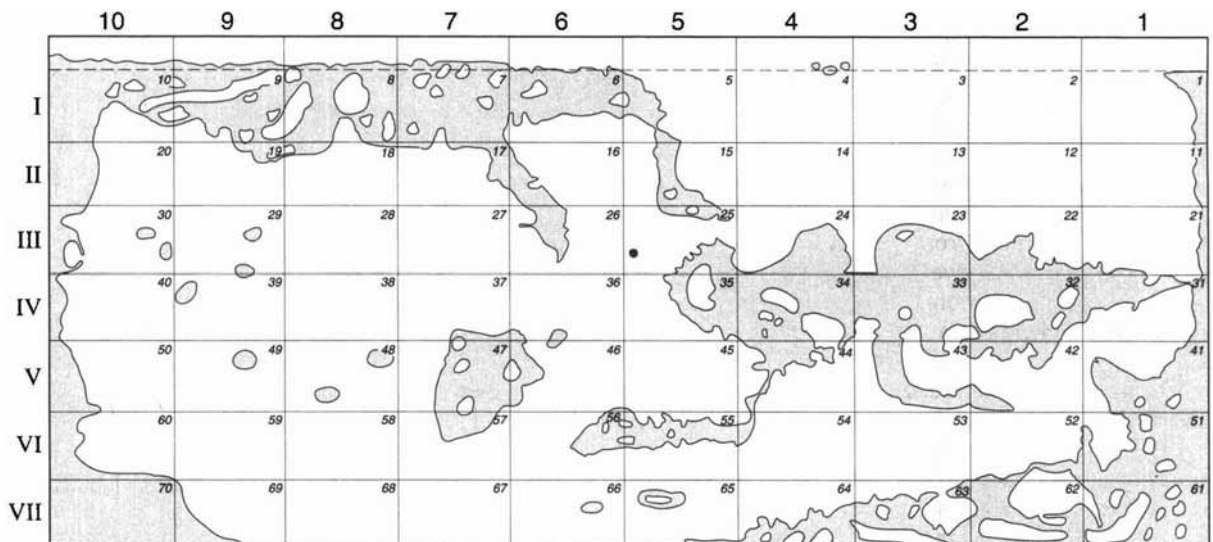 10 9 8 7 6 5 4 3 2 1
I 10 9 8 7 6 5 4 3 2 1
II 20 19 18 17 16 15 14 13 12 11
III 30 29 28 27 26 25 24 23 22 21
IV 40 39 38 37 36 35 34 33 32 31
V 50 49 48 47 46 45 44 43 42 41
VI 60 59 58 57 56 55 54 53 52 51
VII 70 69 68 67 66 65 64 63 62 61